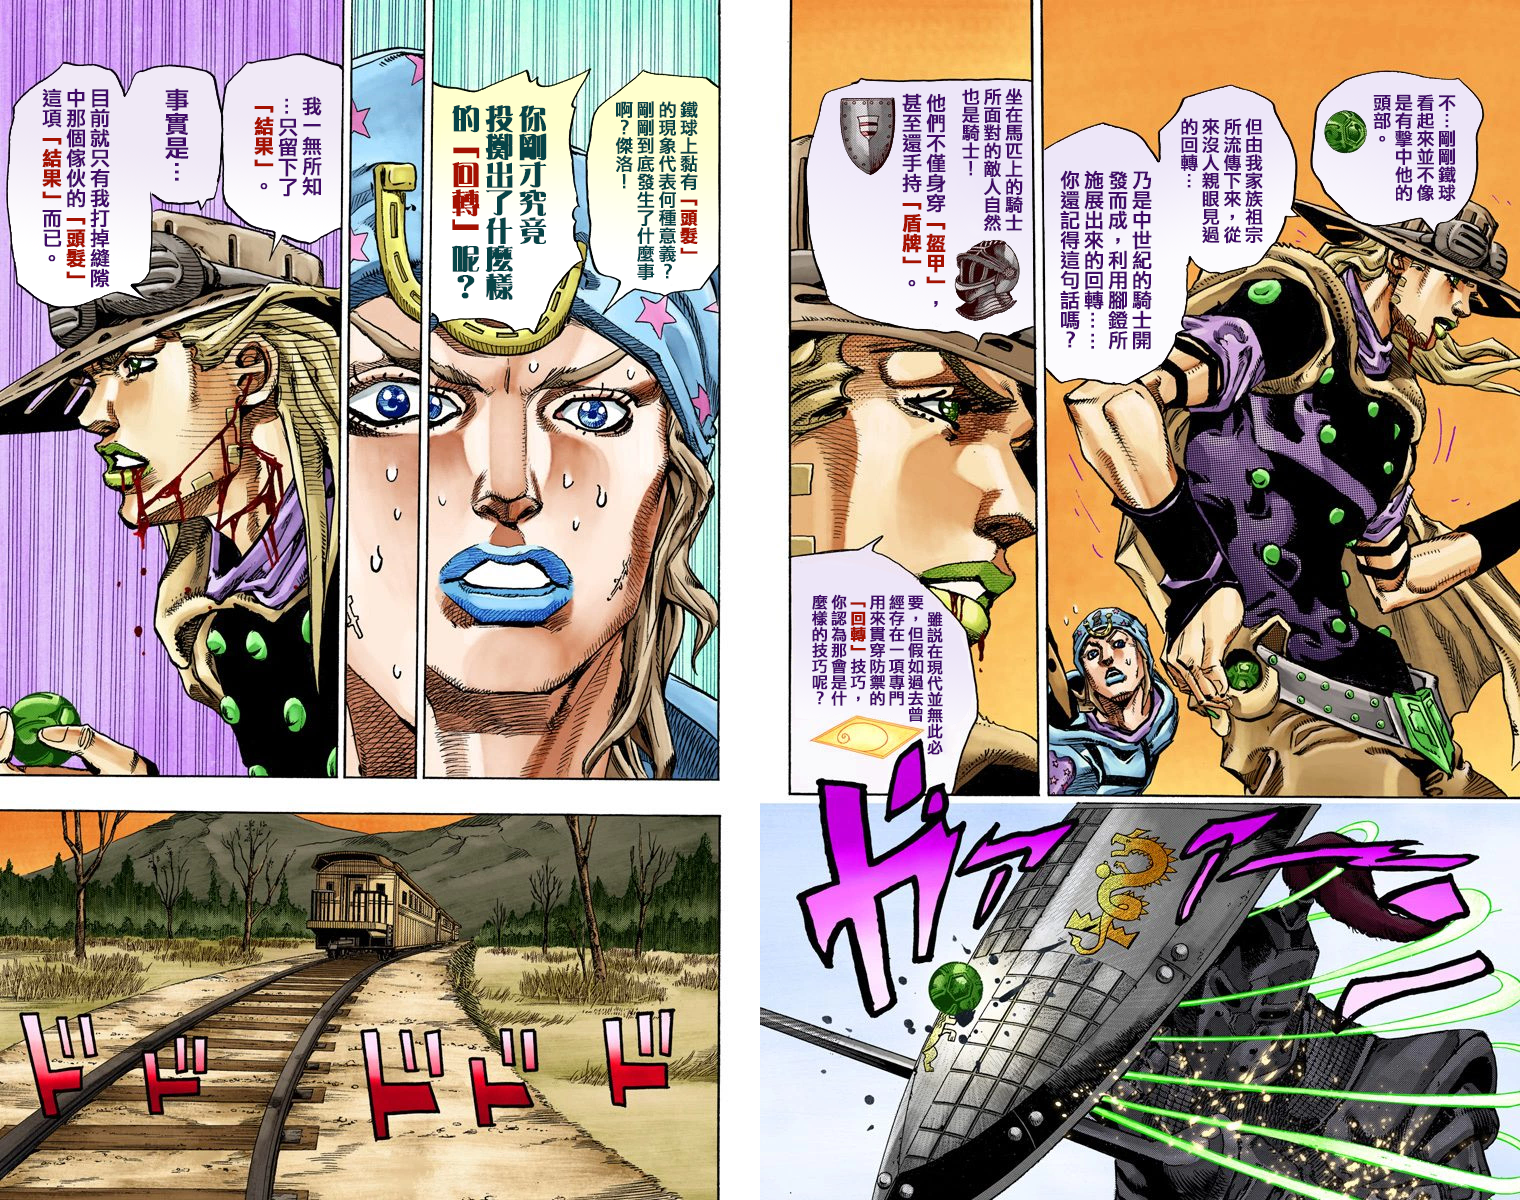 不…剛剛鐵球
看起來並不像
是有擊中他的
頭部。
但由我家族祖宗
所流傳下來，從
來沒人親眼見過
的回轉…
乃是中世紀的騎士開
發而成，利用腳鐙所
施展出來的回轉……
你還記得這句話嗎？
坐在馬匹上的騎士
所面對的敵人自然
也是騎士！
他們不僅身穿「盔甲」，
甚至還手持「盾牌」。
雖說在現代並無此必
要，但假如過去曾
經存在一項專門
用來貫穿防禦的
「回轉」技巧，
你認為那會是什
麼樣的技巧呢？
ドアアーン
鐵球上黏有「頭髮」
的現象代表何種意義？
剛剛到底發生了什麼事
啊？傑洛！
你剛才究竟
投擲出了什麼樣
的「回轉」呢？
我一無所知
…只留下了
「結果」。
事實是…
目前就只有我打掉縫隙
中那個傢伙的「頭髮」
這項「結果」而已。
ドドドドド